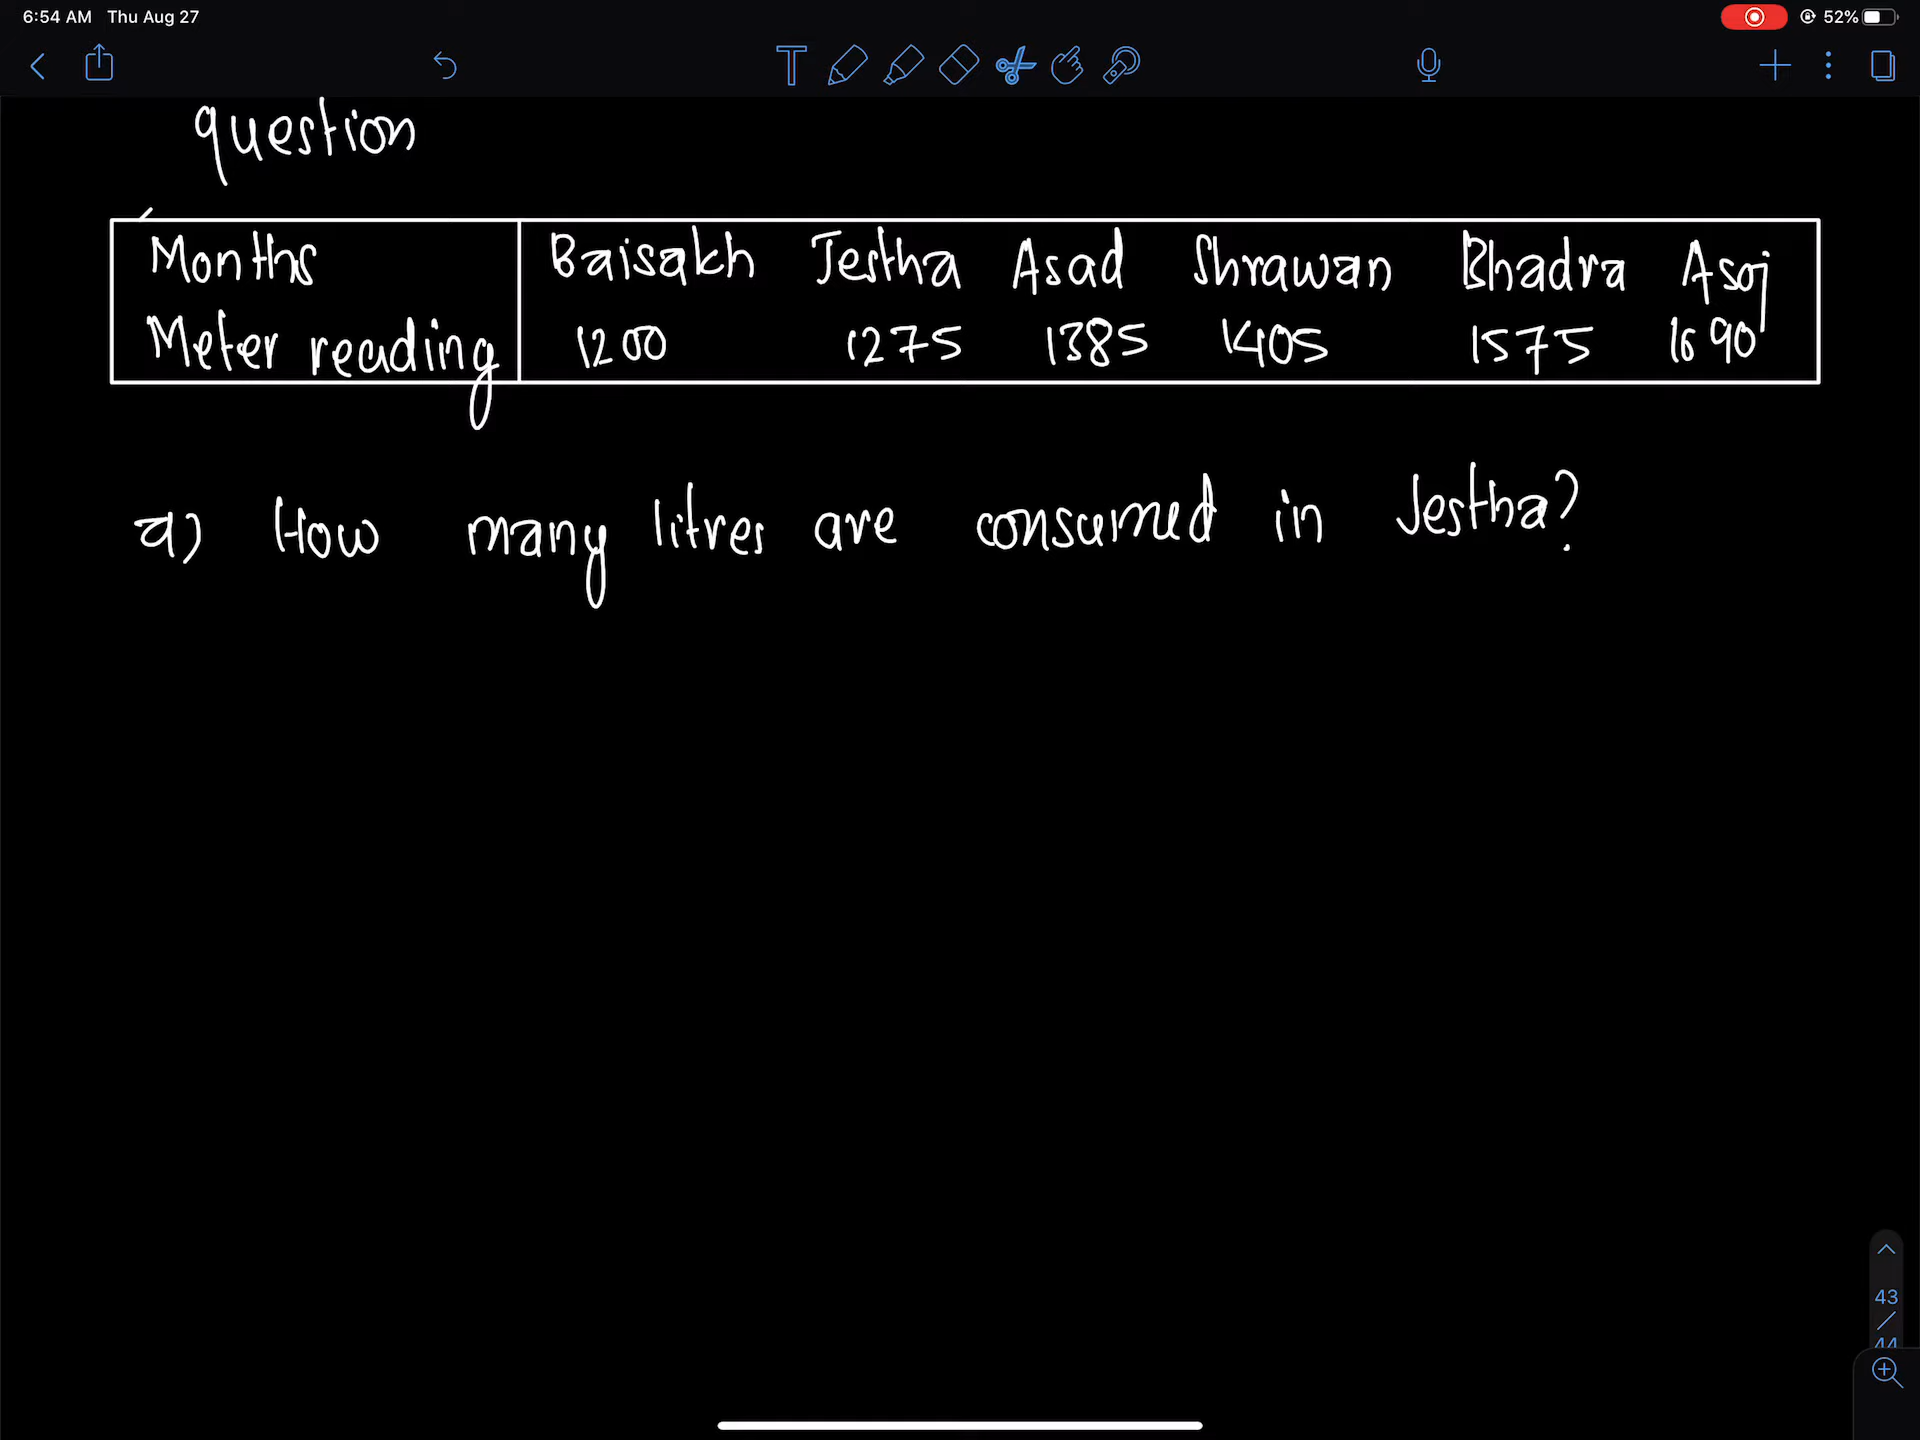 6:54 AM Thu Aug 27 52%
question
Months Baisakh Jestha Asad Shrawan Bhadra Asoj
Meter reading 1200 1275 1385 1405 1575 1690
a) How many litres are consumed in Jestha?
43
/
44